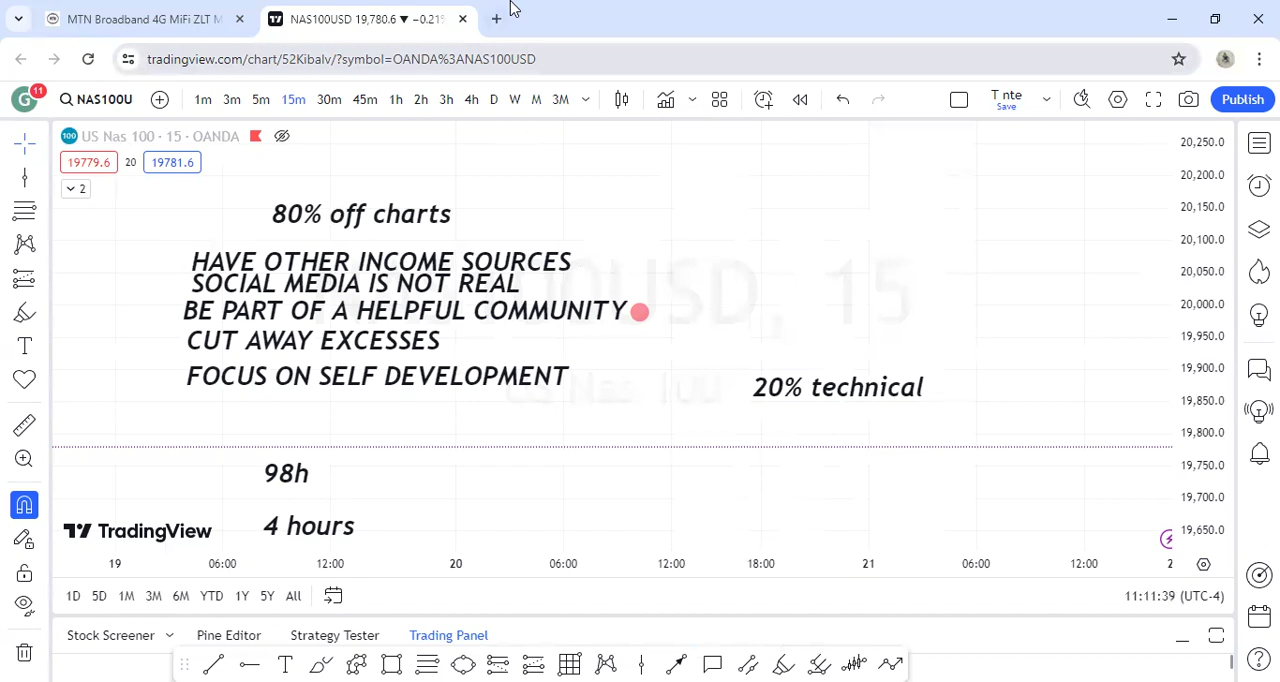 MTN Broadband 4G MiFi ZLT M
NAS100USD 19,780.6 ▼ −0.21%
tradingview.com/chart/52Kibalv/?symbol=OANDA%3ANAS100USD
G 11 NAS100U 1m 3m 5m 15m 30m 45m 1h 2h 3h 4h D W M 3M T nte Save Publish
US Nas 100 · 15 · OANDA
19779.6 20 19781.6
2
80% off charts
HAVE OTHER INCOME SOURCES
SOCIAL MEDIA IS NOT REAL
BE PART OF A HELPFUL COMMUNITY
CUT AWAY EXCESSES
FOCUS ON SELF DEVELOPMENT
20% technical
98h
4 hours
TradingView
20,250.0
20,200.0
20,150.0
20,100.0
20,050.0
20,000.0
19,950.0
19,900.0
19,850.0
19,800.0
19,750.0
19,700.0
19,650.0
19 06:00 12:00 20 06:00 12:00 18:00 21 06:00 12:00 2
1D 5D 1M 3M 6M YTD 1Y 5Y All 11:11:39 (UTC-4)
Stock Screener Pine Editor Strategy Tester Trading Panel